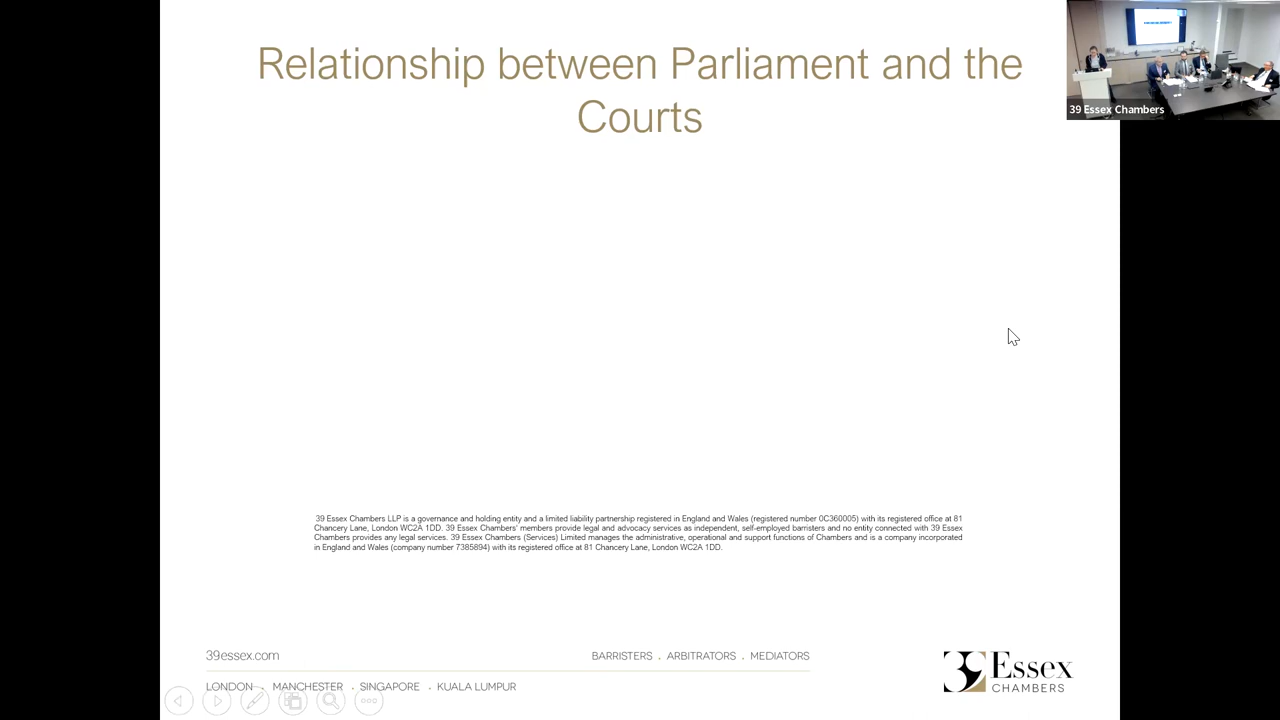 Relationship between Parliament and the
Courts
39 Essex Chambers
39 Essex Chambers LLP is a governance and holding entity and a limited liability partnership registered in England and Wales (registered number 0C360005) with its registered office at 81
Chancery Lane, London WC2A 1DD. 39 Essex Chambers' members provide legal and advocacy services as independent, self-employed barristers and no entity connected with 39 Essex
Chambers provides any legal services. 39 Essex Chambers (Services) Limited manages the administrative, operational and support functions of Chambers and is a company incorporated
in England and Wales (company number 7385894) with its registered office at 81 Chancery Lane, London WC2A 1DD.
39essex.com
BARRISTERS . ARBITRATORS . MEDIATORS
LONDON . MANCHESTER . SINGAPORE . KUALA LUMPUR
39 Essex
CHAMBERS